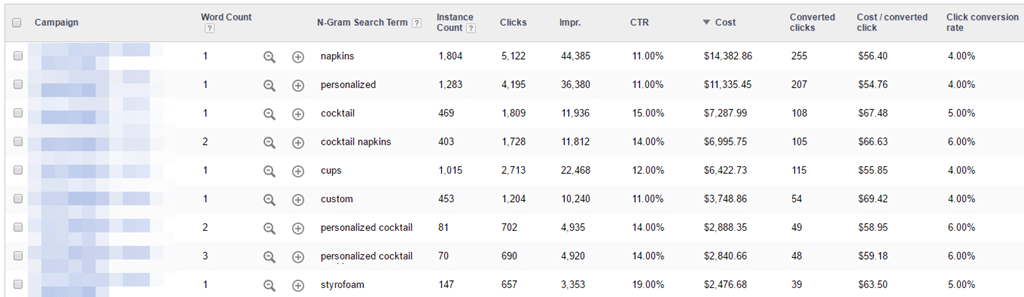 Campaign Word Count ? N-Gram Search Term ? Instance Count ? Clicks Impr. CTR Cost Converted clicks Cost / converted click Click conversion rate
1 napkins 1,804 5,122 44,385 11.00% $14,382.86 255 $56.40 4.00%
1 personalized 1,283 4,195 36,380 11.00% $11,335.45 207 $54.76 4.00%
1 cocktail 469 1,809 11,936 15.00% $7,287.99 108 $67.48 5.00%
2 cocktail napkins 403 1,728 11,812 14.00% $6,995.75 105 $66.63 6.00%
1 cups 1,015 2,713 22,468 12.00% $6,422.73 115 $55.85 4.00%
1 custom 453 1,204 10,240 11.00% $3,748.86 54 $69.42 4.00%
2 personalized cocktail 81 702 4,935 14.00% $2,888.35 49 $58.95 6.00%
3 personalized cocktail 70 690 4,920 14.00% $2,840.66 48 $59.18 6.00%
1 styrofoam 147 657 3,353 19.00% $2,476.68 39 $63.50 5.00%